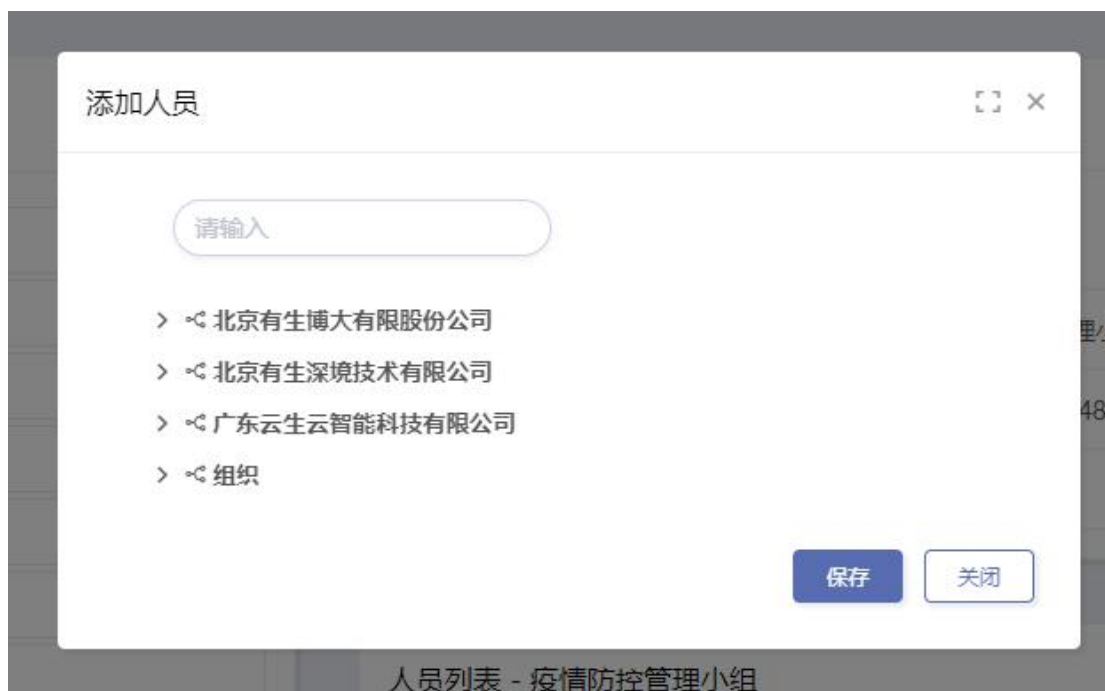 添加人员
请输入
北京有生博大有限股份公司
北京有生深境技术有限公司
广东云生云智能科技有限公司
组织
理小
48
保存
关闭
人员列表 - 疫情防控管理小组